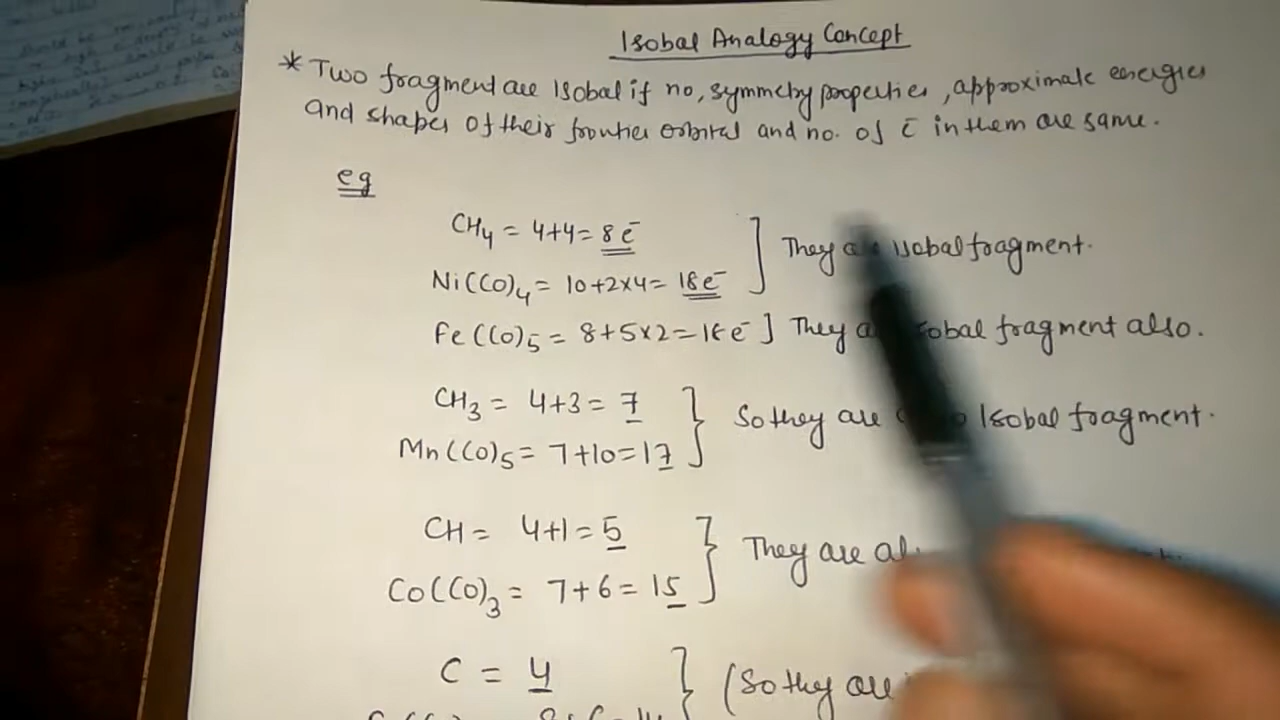 Isobal Analogy Concept
* Two fragment are Isobal if no, symmetry properties, approximate energies
and shapes of their frontier orbital and no. of e̅ in them are same.
eg
CH₄ = 4+4 = 8e⁻ ] They are isobal fragment.
Ni(CO)₄ = 10+2x4 = 18e⁻
Fe(CO)₅ = 8+5x2 = 18e⁻ ] They isobal fragment also.
CH₃ = 4+3 = 7 } So they are Isobal fragment.
Mn(CO)₅ = 7+10 = 17
CH = 4+1 = 5 } They are
Co(CO)₃ = 7+6 = 15
C = 4 } (So they are